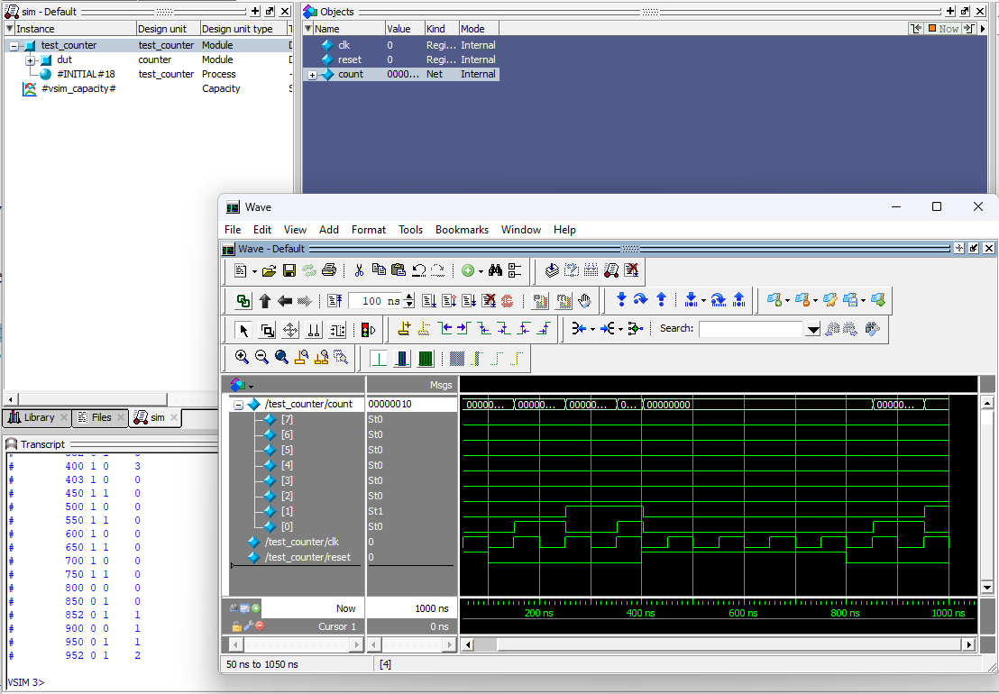 sim - Default
Instance Design unit Design unit type
test_counter test_counter Module
dut counter Module
#INITIAL#18 test_counter Process
#vsim_capacity# Capacity
Objects
Name Value Kind Mode Now
clk 0 Regi... Internal
reset 0 Regi... Internal
count 0000... Net Internal
Library Files sim
Transcript
# 400 1 0 3
# 403 1 0 0
# 450 1 1 0
# 500 1 0 0
# 550 1 1 0
# 600 1 0 0
# 650 1 1 0
# 700 1 0 0
# 750 1 1 0
# 800 0 0 0
# 850 0 1 0
# 852 0 1 1
# 900 0 0 1
# 950 0 1 1
# 952 0 1 2
VSIM 3>
Wave
File Edit View Add Format Tools Bookmarks Window Help
Wave - Default
100 ns
Search:
Msgs
/test_counter/count 00000010 00000... 00000... 00000... 0... 00000000 00000...
[7] St0
[6] St0
[5] St0
[4] St0
[3] St0
[2] St0
[1] St1
[0] St0
/test_counter/clk 0
/test_counter/reset 0
Now 1000 ns 200 ns 400 ns 600 ns 800 ns 1000 ns
Cursor 1 0 ns
50 ns to 1050 ns [4]